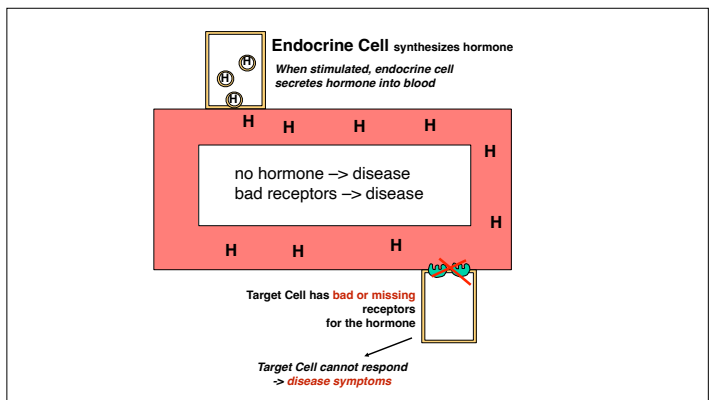 Endocrine Cell synthesizes hormone
When stimulated, endocrine cell
secretes hormone into blood
H
H
H
H H H H
H
no hormone –> disease
bad receptors –> disease
H
H H H
Target Cell has bad or missing
receptors
for the hormone
Target Cell cannot respond
-> disease symptoms